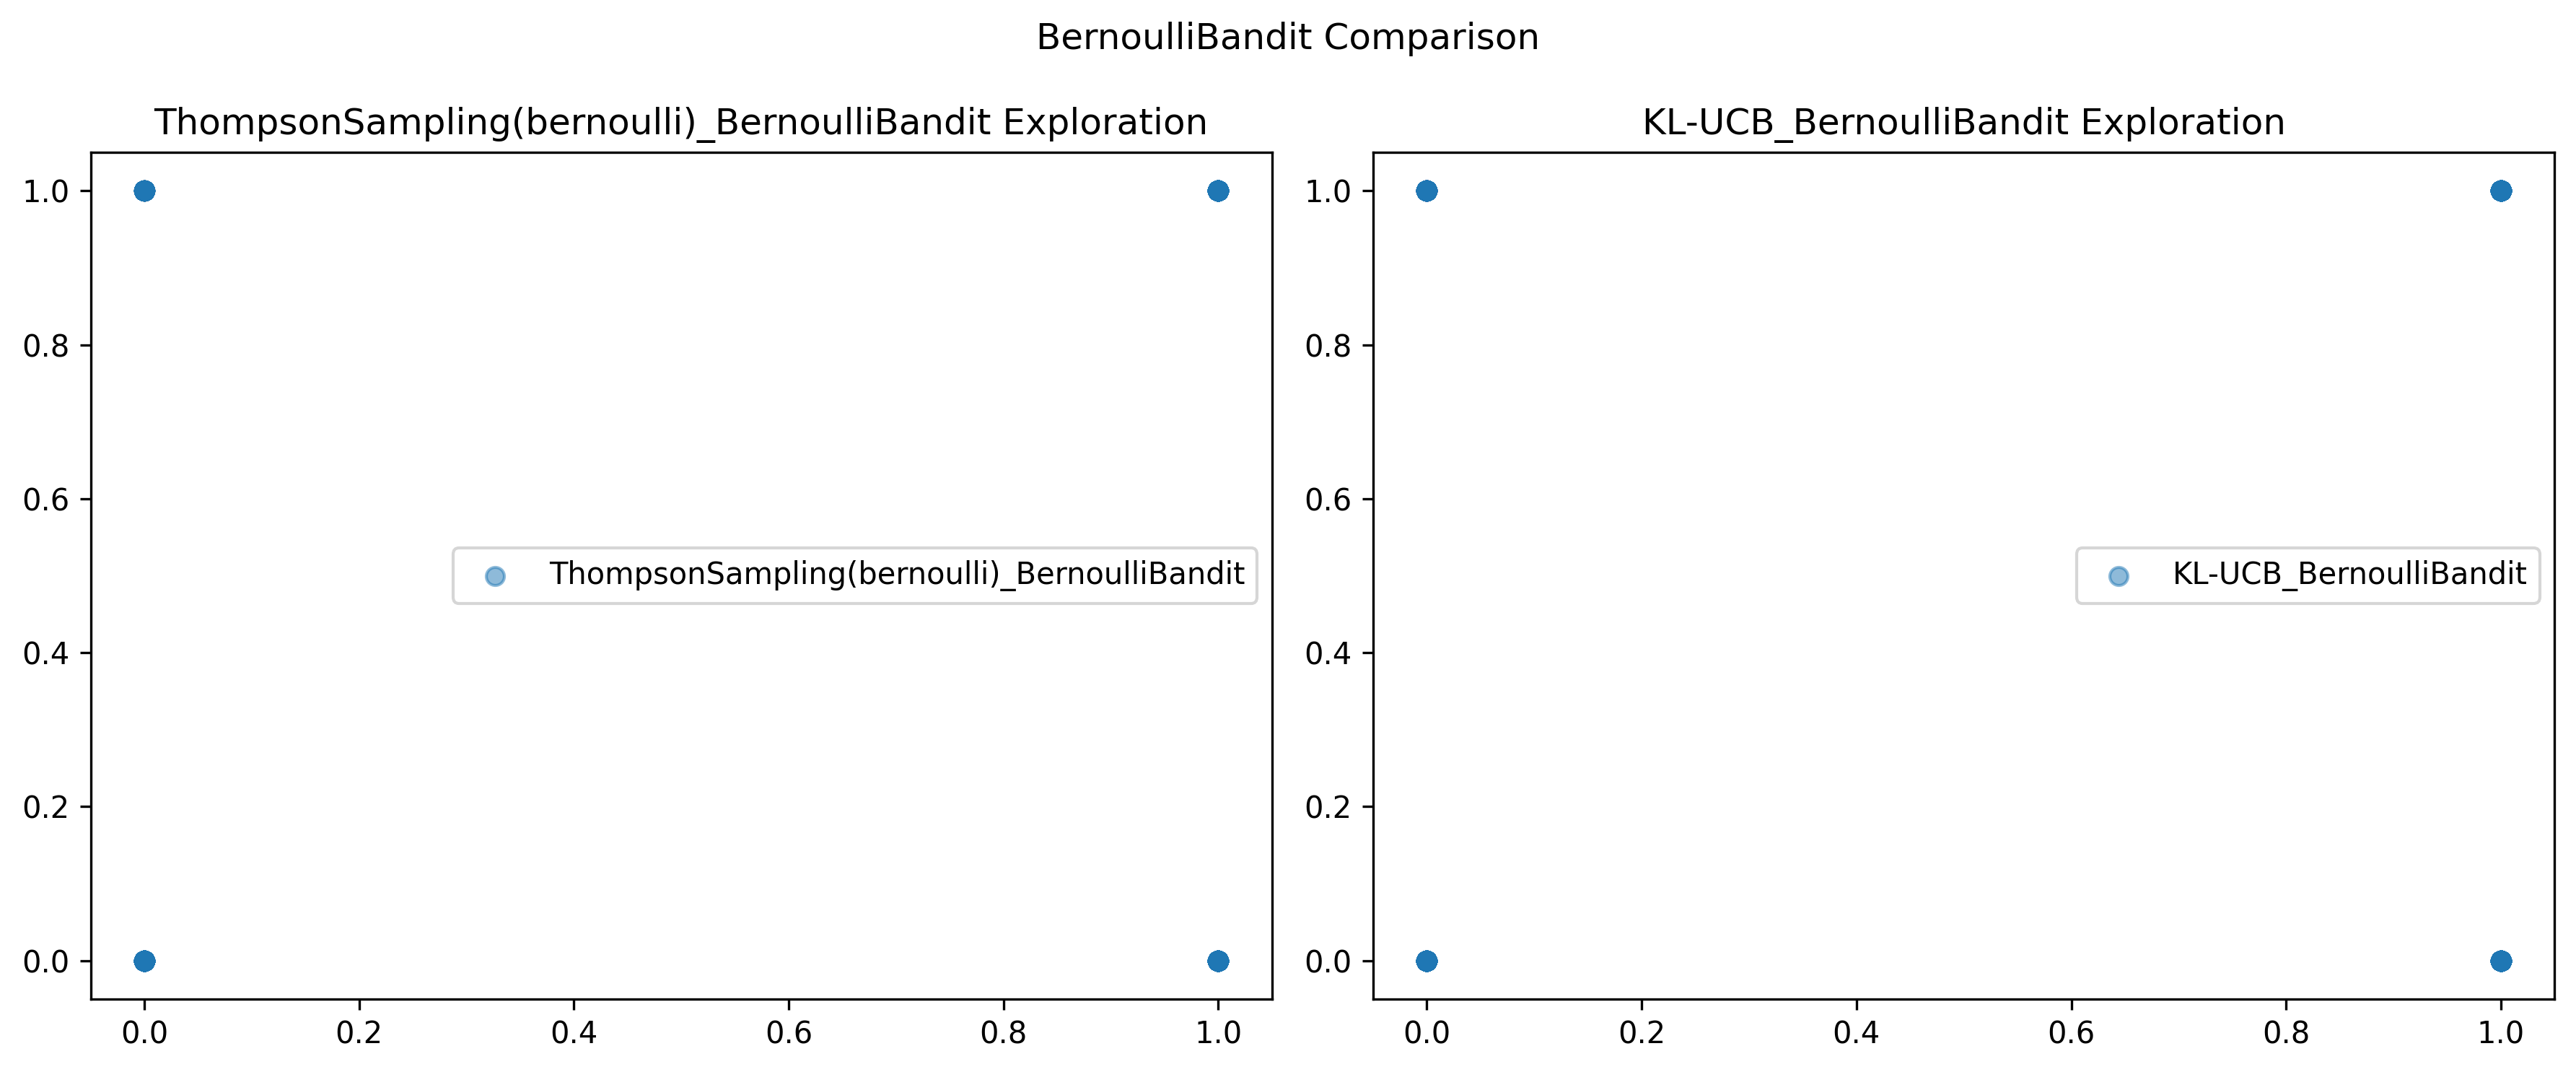 BernoulliBandit Comparison
ThompsonSampling(bernoulli)_BernoulliBandit Exploration
1.0
0.8
0.6
0.4
0.2
0.0
0.0 0.2 0.4 0.6 0.8 1.0
ThompsonSampling(bernoulli)_BernoulliBandit
KL-UCB_BernoulliBandit Exploration
1.0
0.8
0.6
0.4
0.2
0.0
0.0 0.2 0.4 0.6 0.8 1.0
KL-UCB_BernoulliBandit